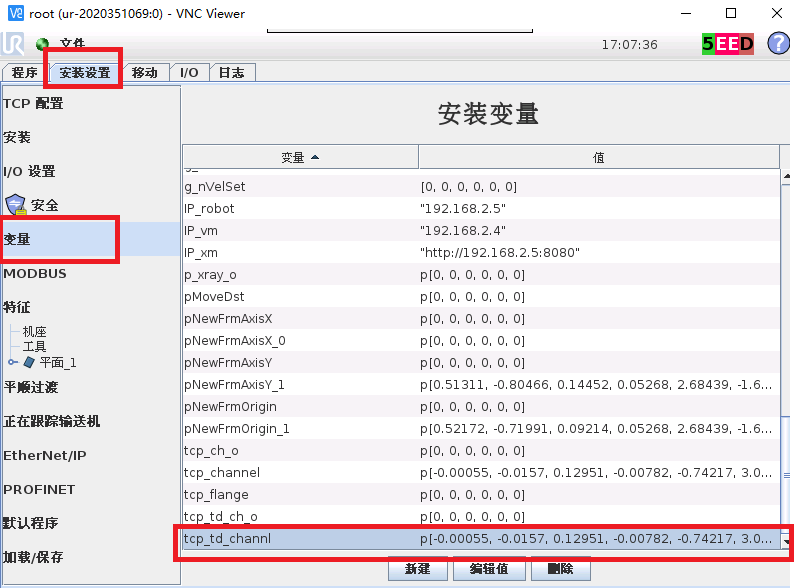 root (ur-2020351069:0) - VNC Viewer
文件
17:07:36
5EED
?
程序 安装设置 移动 I/O 日志
TCP 配置
安装
I/O 设置
安全
变量
MODBUS
特征
机座
工具
平面_1
平顺过渡
正在跟踪输送机
EtherNet/IP
PROFINET
默认程序
加载/保存
安装变量
变量 值
g_nVelSet [0, 0, 0, 0, 0, 0]
IP_robot "192.168.2.5"
IP_vm "192.168.2.4"
IP_xm "http://192.168.2.5:8080"
p_xray_o p[0, 0, 0, 0, 0, 0]
pMoveDst p[0, 0, 0, 0, 0, 0]
pNewFrmAxisX p[0, 0, 0, 0, 0, 0]
pNewFrmAxisX_0 p[0, 0, 0, 0, 0, 0]
pNewFrmAxisY p[0, 0, 0, 0, 0, 0]
pNewFrmAxisY_1 p[0.51311, -0.80466, 0.14452, 0.05268, 2.68439, -1.6...
pNewFrmOrigin p[0, 0, 0, 0, 0, 0]
pNewFrmOrigin_1 p[0.52172, -0.71991, 0.09214, 0.05268, 2.68439, -1.6...
tcp_ch_o p[0, 0, 0, 0, 0, 0]
tcp_channel p[-0.00055, -0.0157, 0.12951, -0.00782, -0.74217, 3.0...
tcp_flange p[0, 0, 0, 0, 0, 0]
tcp_td_ch_o p[0, 0, 0, 0, 0, 0]
tcp_td_channl p[-0.00055, -0.0157, 0.12951, -0.00782, -0.74217, 3.0...
新建 编辑值 删除